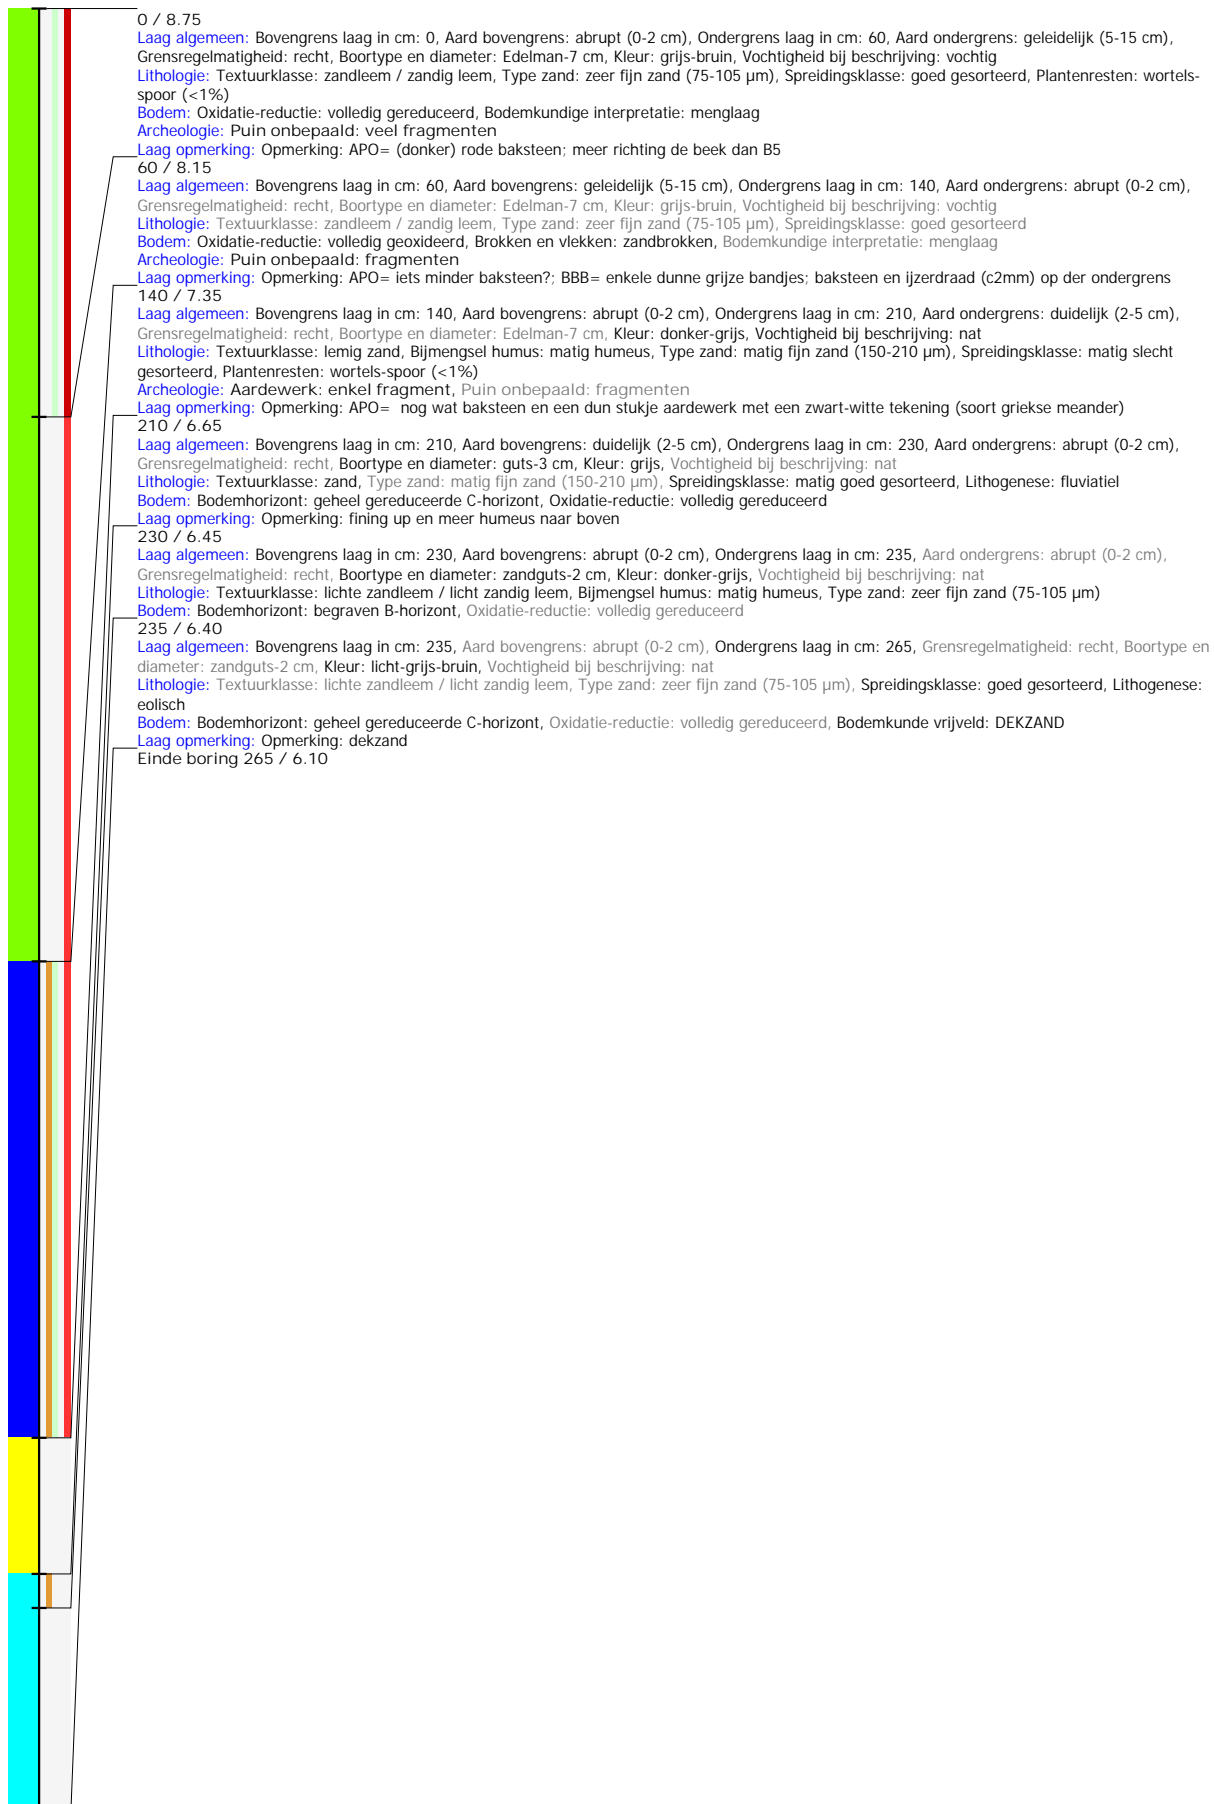 0 / 8.75
Laag algemeen: Bovengrens laag in cm: 0, Aard bovengrens: abrupt (0-2 cm), Ondergrens laag in cm: 60, Aard ondergrens: geleidelijk (5-15 cm),
Grensregelmatigheid: recht, Boortype en diameter: Edelman-7 cm, Kleur: grijs-bruin, Vochtigheid bij beschrijving: vochtig
Lithologie: Textuurklasse: zandleem / zandig leem, Type zand: zeer fijn zand (75-105 µm), Spreidingsklasse: goed gesorteerd, Plantenresten: wortels-
spoor (<1%)
Bodem: Oxidatie-reductie: volledig gereduceerd, Bodemkundige interpretatie: menglaag
Archeologie: Puin onbepaald: veel fragmenten
Laag opmerking: Opmerking: APO= (donker) rode baksteen; meer richting de beek dan B5
60 / 8.15
Laag algemeen: Bovengrens laag in cm: 60, Aard bovengrens: geleidelijk (5-15 cm), Ondergrens laag in cm: 140, Aard ondergrens: abrupt (0-2 cm),
Grensregelmatigheid: recht, Boortype en diameter: Edelman-7 cm, Kleur: grijs-bruin, Vochtigheid bij beschrijving: vochtig
Lithologie: Textuurklasse: zandleem / zandig leem, Type zand: zeer fijn zand (75-105 µm), Spreidingsklasse: goed gesorteerd
Bodem: Oxidatie-reductie: volledig geoxideerd, Brokken en vlekken: zandbrokken, Bodemkundige interpretatie: menglaag
Archeologie: Puin onbepaald: fragmenten
Laag opmerking: Opmerking: APO= iets minder baksteen?; BBB= enkele dunne grijze bandjes; baksteen en ijzerdraad (c2mm) op der ondergrens
140 / 7.35
Laag algemeen: Bovengrens laag in cm: 140, Aard bovengrens: abrupt (0-2 cm), Ondergrens laag in cm: 210, Aard ondergrens: duidelijk (2-5 cm),
Grensregelmatigheid: recht, Boortype en diameter: Edelman-7 cm, Kleur: donker-grijs, Vochtigheid bij beschrijving: nat
Lithologie: Textuurklasse: lemig zand, Bijmengsel humus: matig humeus, Type zand: matig fijn zand (150-210 µm), Spreidingsklasse: matig slecht
gesorteerd, Plantenresten: wortels-spoor (<1%)
Archeologie: Aardewerk: enkel fragment, Puin onbepaald: fragmenten
Laag opmerking: Opmerking: APO=  nog wat baksteen en een dun stukje aardewerk met een zwart-witte tekening (soort griekse meander)
210 / 6.65
Laag algemeen: Bovengrens laag in cm: 210, Aard bovengrens: duidelijk (2-5 cm), Ondergrens laag in cm: 230, Aard ondergrens: abrupt (0-2 cm),
Grensregelmatigheid: recht, Boortype en diameter: guts-3 cm, Kleur: grijs, Vochtigheid bij beschrijving: nat
Lithologie: Textuurklasse: zand, Type zand: matig fijn zand (150-210 µm), Spreidingsklasse: matig goed gesorteerd, Lithogenese: fluviatiel
Bodem: Bodemhorizont: geheel gereduceerde C-horizont, Oxidatie-reductie: volledig gereduceerd
Laag opmerking: Opmerking: fining up en meer humeus naar boven
230 / 6.45
Laag algemeen: Bovengrens laag in cm: 230, Aard bovengrens: abrupt (0-2 cm), Ondergrens laag in cm: 235, Aard ondergrens: abrupt (0-2 cm),
Grensregelmatigheid: recht, Boortype en diameter: zandguts-2 cm, Kleur: donker-grijs, Vochtigheid bij beschrijving: nat
Lithologie: Textuurklasse: lichte zandleem / licht zandig leem, Bijmengsel humus: matig humeus, Type zand: zeer fijn zand (75-105 µm)
Bodem: Bodemhorizont: begraven B-horizont, Oxidatie-reductie: volledig gereduceerd
235 / 6.40
Laag algemeen: Bovengrens laag in cm: 235, Aard bovengrens: abrupt (0-2 cm), Ondergrens laag in cm: 265, Grensregelmatigheid: recht, Boortype en
diameter: zandguts-2 cm, Kleur: licht-grijs-bruin, Vochtigheid bij beschrijving: nat
Lithologie: Textuurklasse: lichte zandleem / licht zandig leem, Type zand: zeer fijn zand (75-105 µm), Spreidingsklasse: goed gesorteerd, Lithogenese:
eolisch
Bodem: Bodemhorizont: geheel gereduceerde C-horizont, Oxidatie-reductie: volledig gereduceerd, Bodemkunde vrijveld: DEKZAND
Laag opmerking: Opmerking: dekzand
Einde boring 265 / 6.10